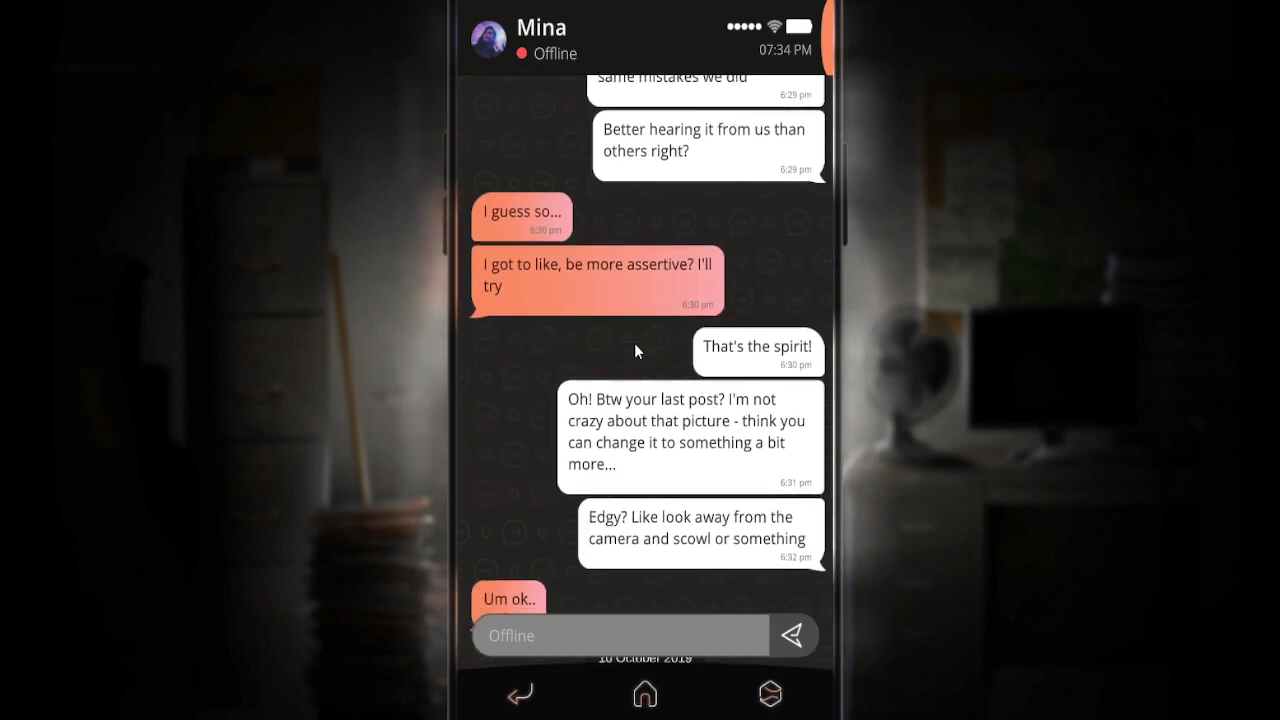 Mina
Offline
07:34 PM
same mistakes we did
6:29 pm
Better hearing it from us than
others right?
6:29 pm
I guess so...
6:30 pm
I got to like, be more assertive? I'll
try
6:30 pm
That's the spirit!
6:30 pm
Oh! Btw your last post? I'm not
crazy about that picture - think you
can change it to something a bit
more...
6:31 pm
Edgy? Like look away from the
camera and scowl or something
6:32 pm
Um ok..
Offline
10 October 2019